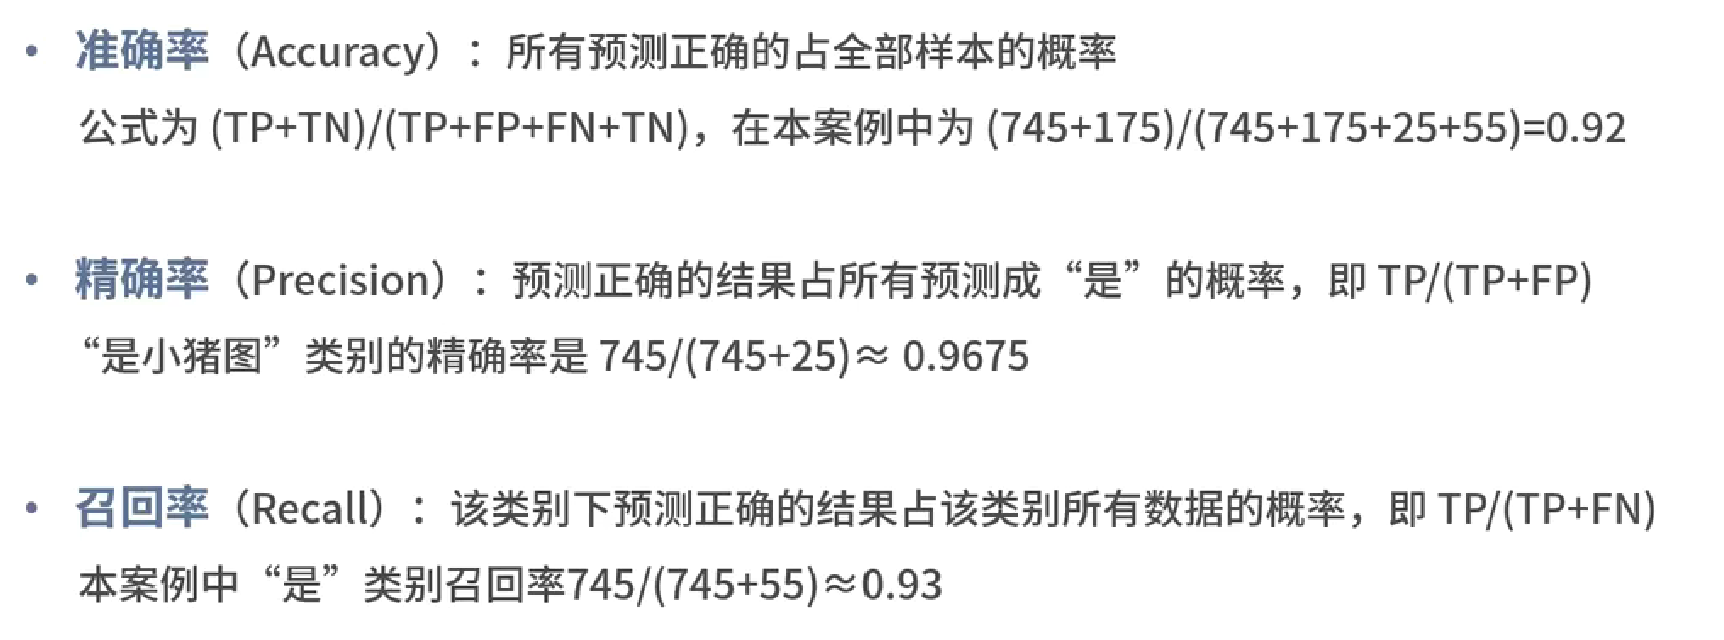 • 准确率（Accuracy）：所有预测正确的占全部样本的概率
公式为 (TP+TN)/(TP+FP+FN+TN)，在本案例中为 (745+175)/(745+175+25+55)=0.92
• 精确率（Precision）：预测正确的结果占所有预测成“是”的概率，即 TP/(TP+FP)
“是小猪图”类别的精确率是 745/(745+25)≈ 0.9675
• 召回率（Recall）：该类别下预测正确的结果占该类别所有数据的概率，即 TP/(TP+FN)
本案例中“是”类别召回率745/(745+55)≈0.93